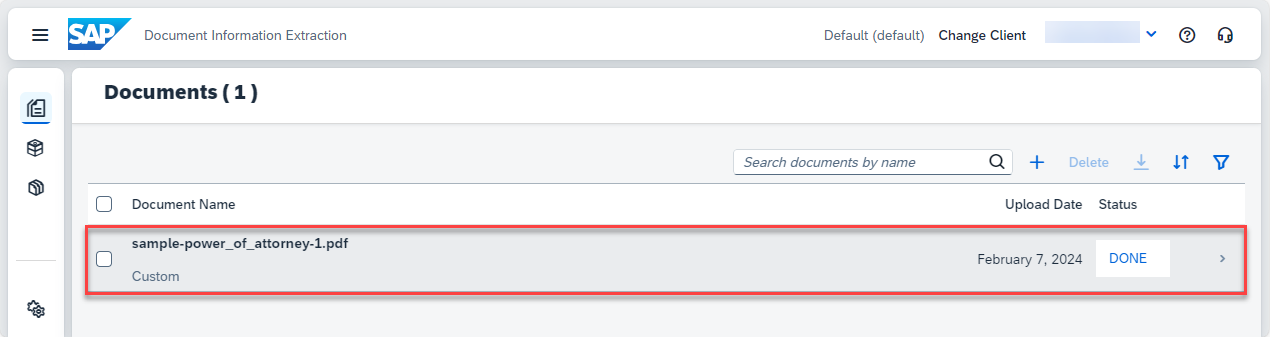 SAP Document Information Extraction Default (default) Change Client
Documents ( 1 )
Search documents by name Delete
Document Name Upload Date Status
sample-power_of_attorney-1.pdf
February 7, 2024 DONE
Custom